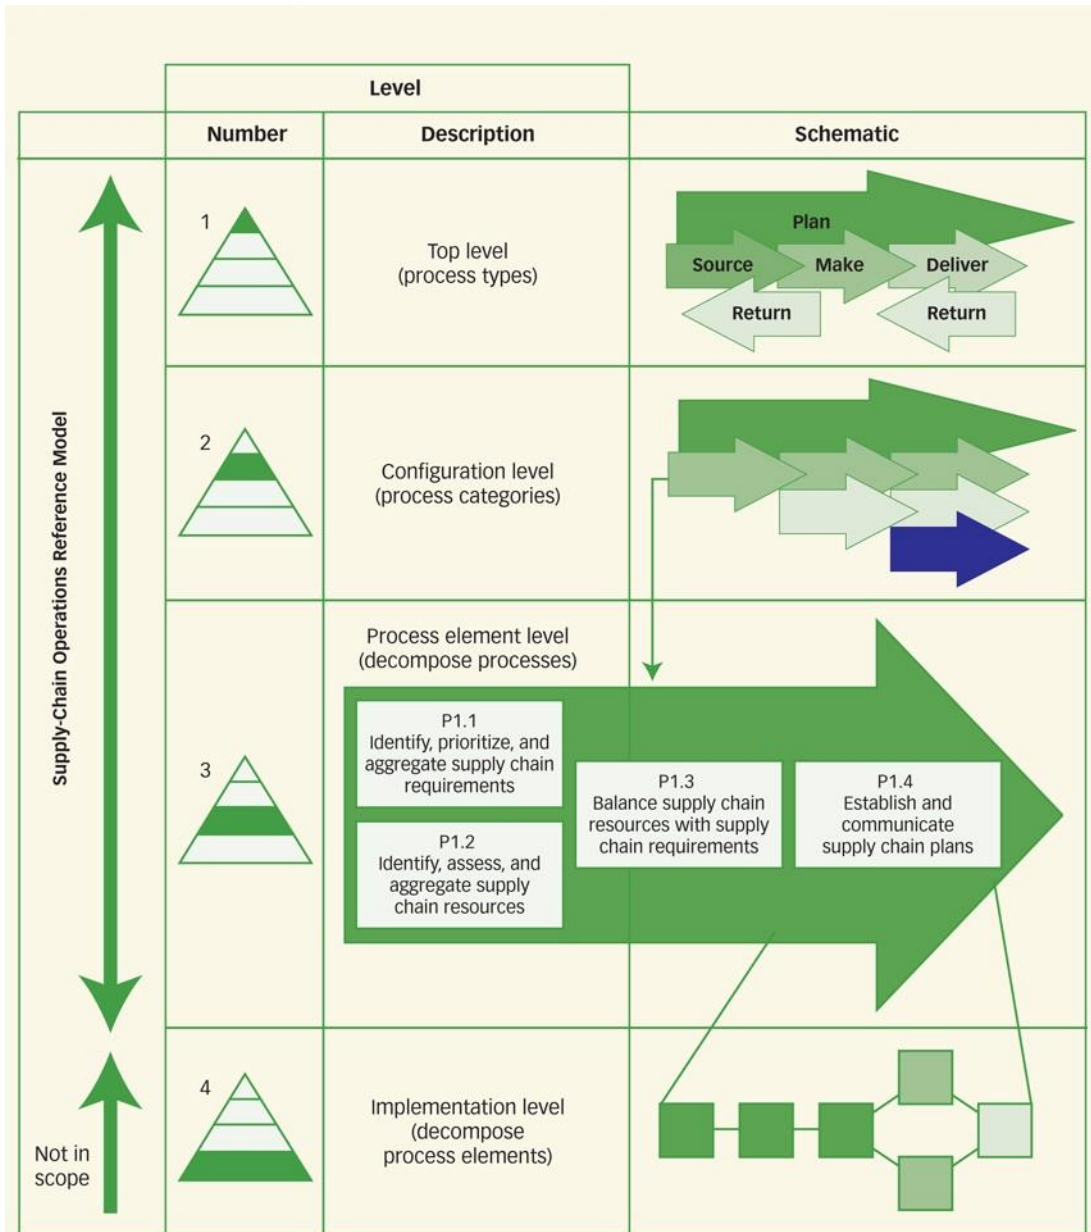 Level
Number
Description
Schematic
Supply-Chain Operations Reference Model
1
Top level
(process types)
Plan
Source
Make
Deliver
Return
Return
2
Configuration level
(process categories)
3
Process element level
(decompose processes)
P1.1
Identify, prioritize, and
aggregate supply chain
requirements
P1.2
Identify, assess, and
aggregate supply
chain resources
P1.3
Balance supply chain
resources with supply
chain requirements
P1.4
Establish and
communicate
supply chain plans
Not in
scope
4
Implementation level
(decompose
process elements)